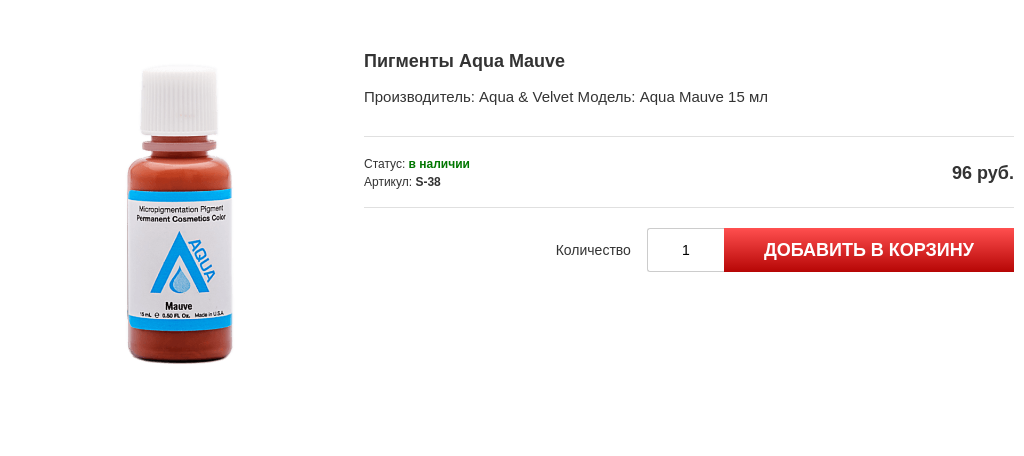 Пигменты Aqua Mauve
Производитель: Aqua & Velvet Модель: Aqua Mauve 15 мл
Статус: в наличии
Артикул: S-38
96 руб.
Количество
1
ДОБАВИТЬ В КОРЗИНУ
Micropigmentation Pigment
Permanent Cosmetics Color
AQUA
Mauve
15 mL ℮ 0.50 Fl. Oz. Made in U.S.A